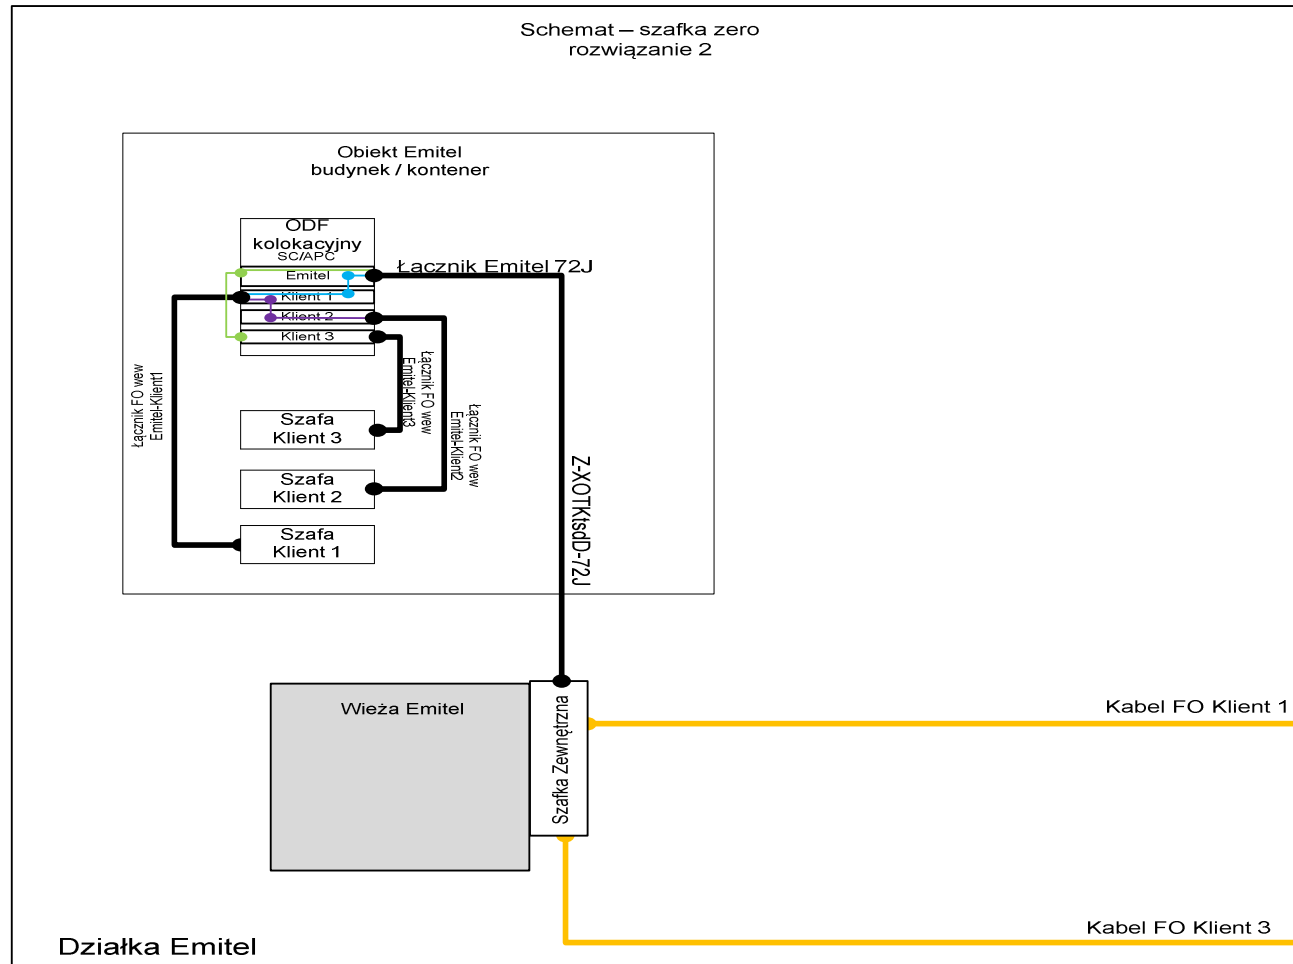 Schemat – szafka zero
rozwiązanie 2
Obiekt Emitel
budynek / kontener
ODF
kolokacyjny
SC/APC
Emitel
Klient 1
Klient 2
Klient 3
Łacznik Emitel 72J
Łącznik FO wew
Emitel-Klient1
Łącznik FO wew
Emitel-Klient3
Łącznik FO wew
Emitel-Klient2
Z-XOTKtsdD-72J
Szafa
Klient 3
Szafa
Klient 2
Szafa
Klient 1
Wieża Emitel
Szafka Zewnętrzna
Kabel FO Klient 1
Kabel FO Klient 3
Działka Emitel